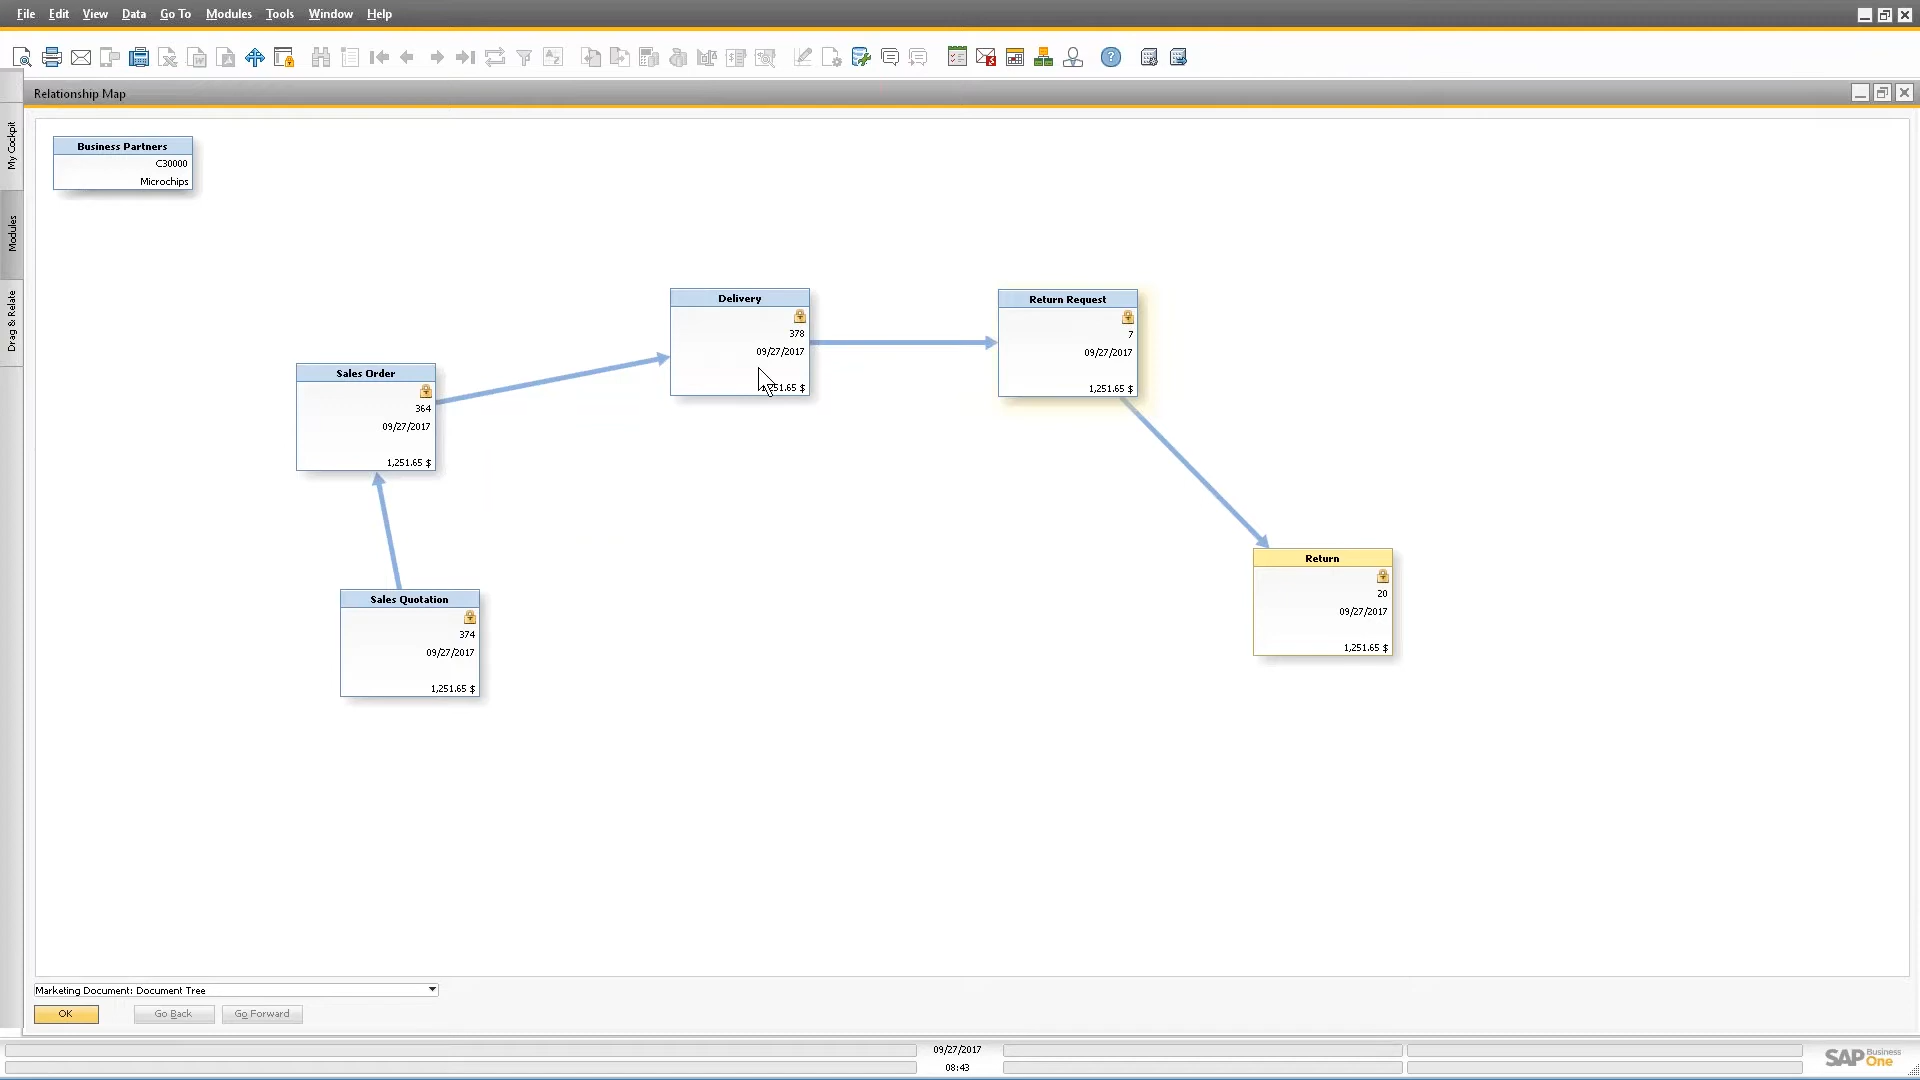 File Edit View Data Go To Modules Tools Window Help
Relationship Map
My Cockpit
Modules
Drag & Relate
Business Partners
C30000
Microchips
Delivery
378
09/27/2017
1,251.65 $
Return Request
7
09/27/2017
1,251.65 $
Sales Order
364
09/27/2017
1,251.65 $
Return
20
09/27/2017
1,251.65 $
Sales Quotation
374
09/27/2017
1,251.65 $
Marketing Document: Document Tree
OK Go Back Go Forward
09/27/2017
08:43
SAP Business One